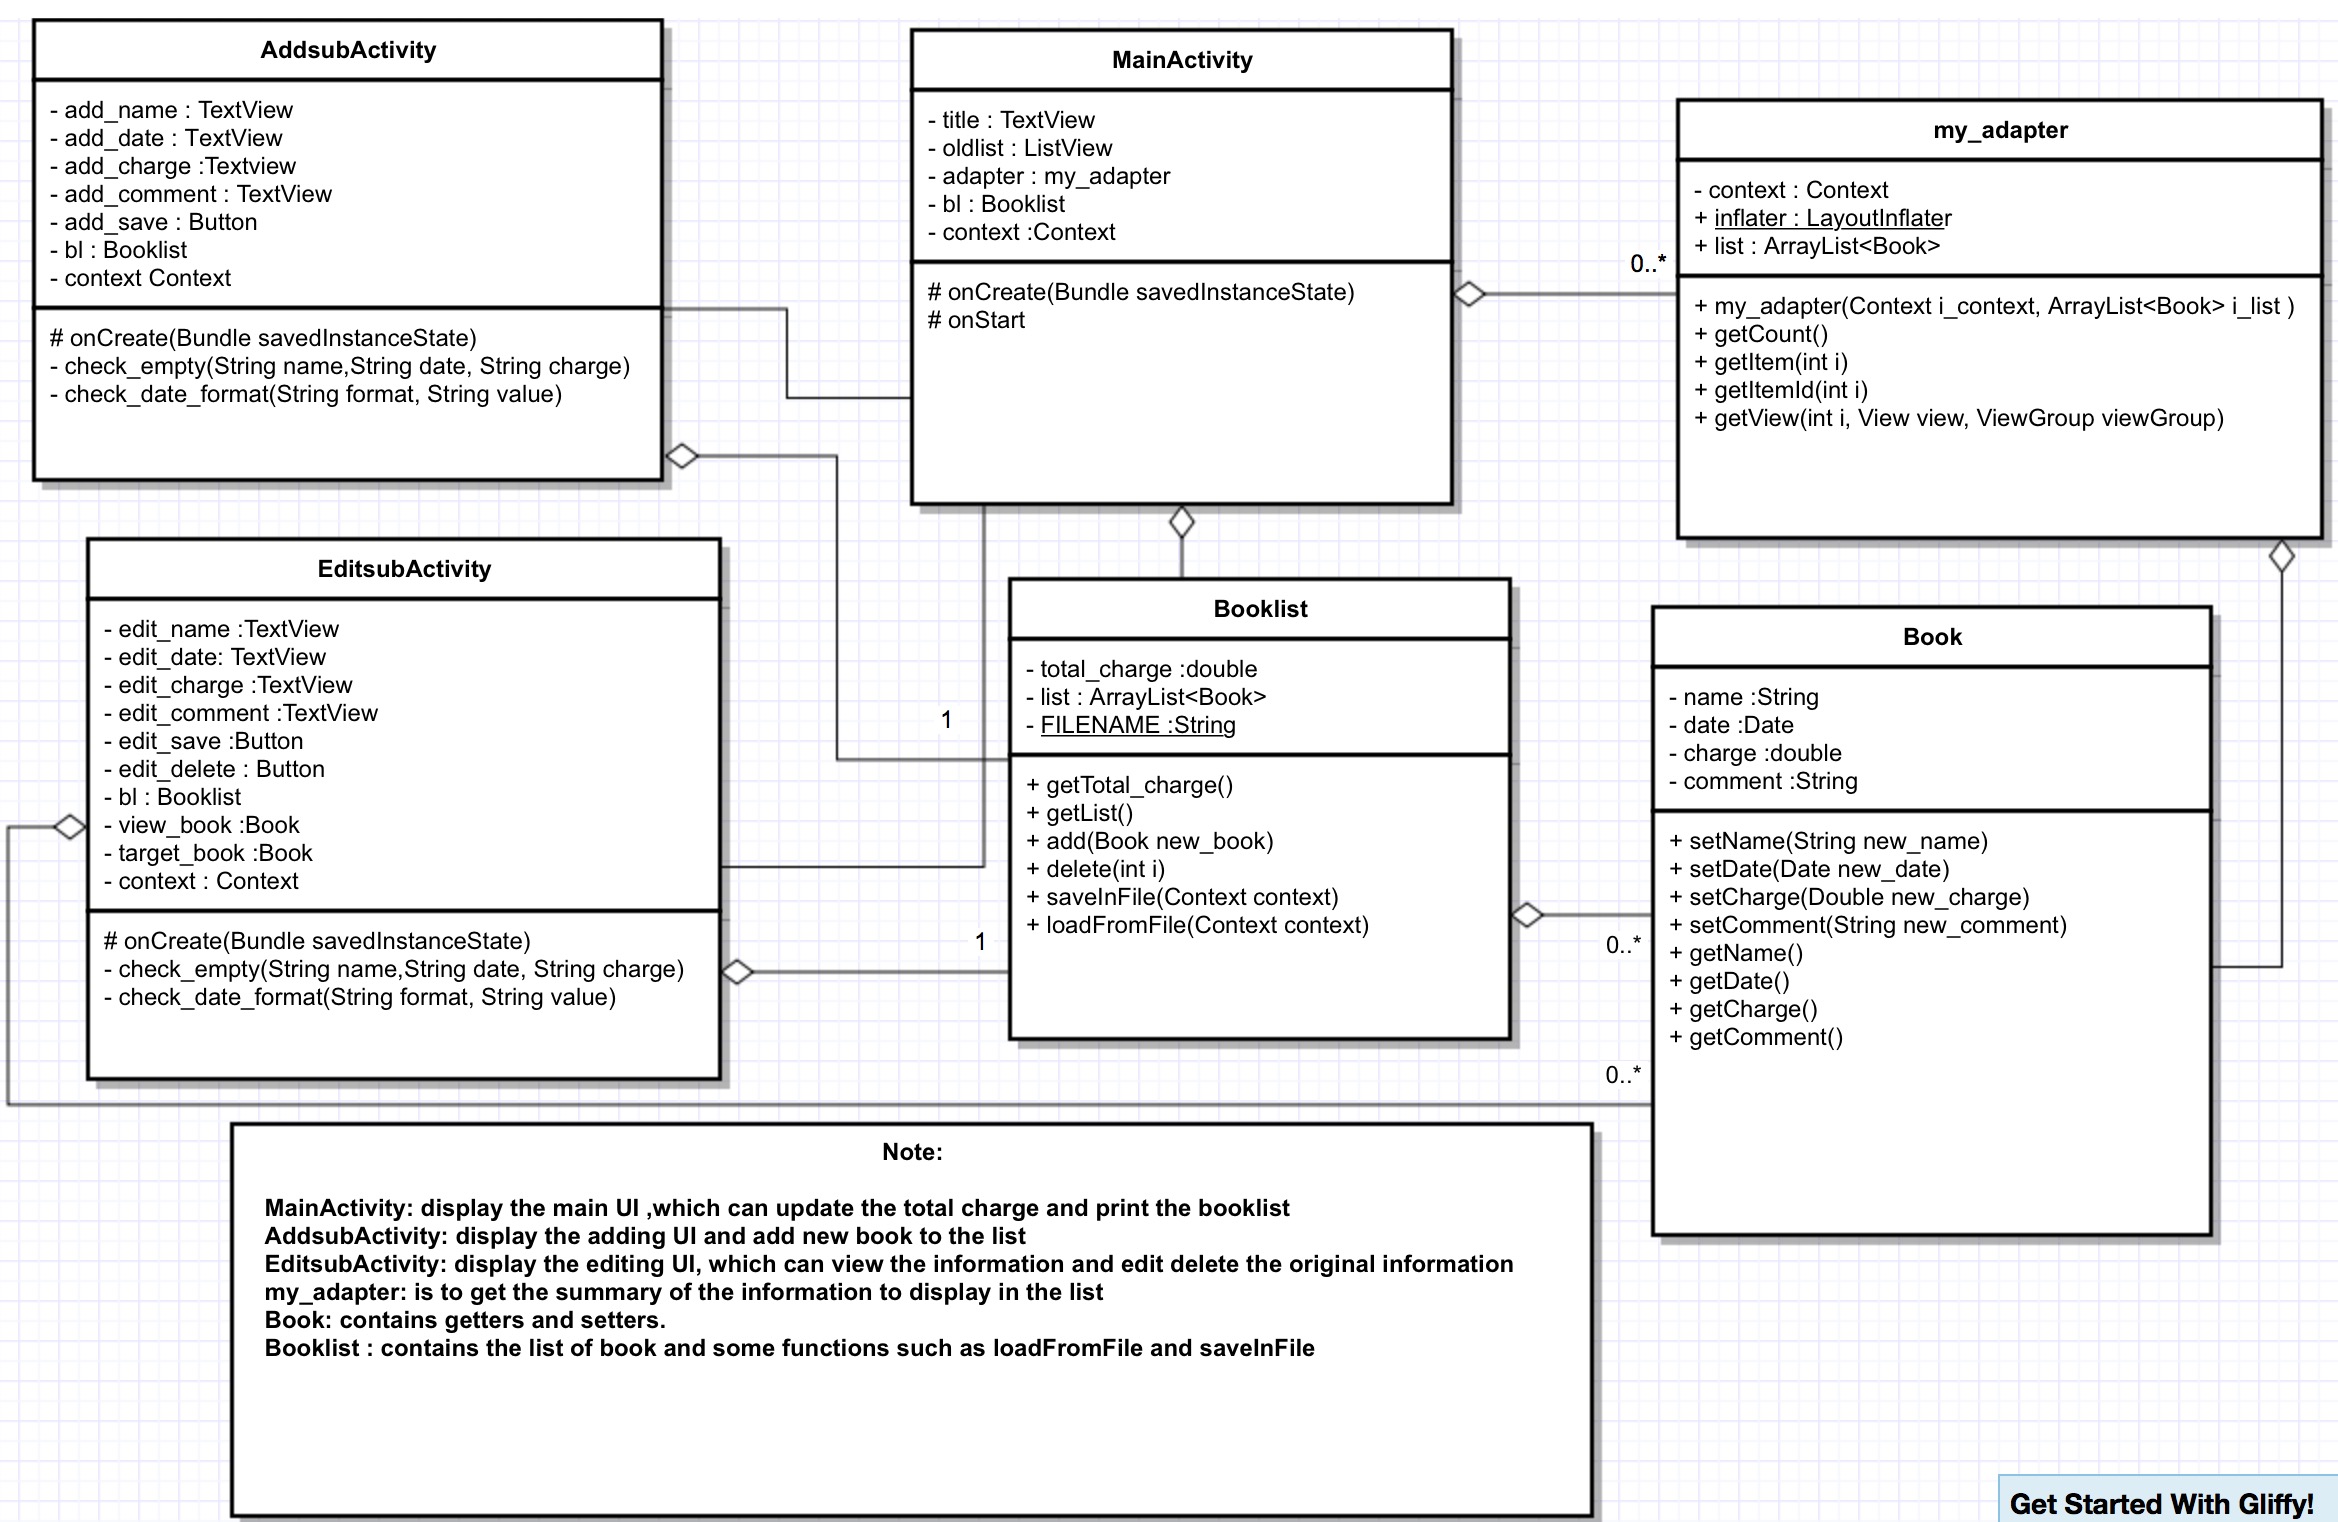 AddsubActivity
- add_name : TextView
- add_date : TextView
- add_charge :Textview
- add_comment : TextView
- add_save : Button
- bl : Booklist
- context Context
# onCreate(Bundle savedInstanceState)
- check_empty(String name,String date, String charge)
- check_date_format(String format, String value)
MainActivity
- title : TextView
- oldlist : ListView
- adapter : my_adapter
- bl : Booklist
- context :Context
# onCreate(Bundle savedInstanceState)
# onStart
0..*
my_adapter
- context : Context
+ inflater : LayoutInflater
+ list : ArrayList<Book>
+ my_adapter(Context i_context, ArrayList<Book> i_list )
+ getCount()
+ getItem(int i)
+ getItemId(int i)
+ getView(int i, View view, ViewGroup viewGroup)
EditsubActivity
- edit_name :TextView
- edit_date: TextView
- edit_charge :TextView
- edit_comment :TextView
- edit_save :Button
- edit_delete : Button
- bl : Booklist
- view_book :Book
- target_book :Book
- context : Context
# onCreate(Bundle savedInstanceState)
- check_empty(String name,String date, String charge)
- check_date_format(String format, String value)
1
1
Booklist
- total_charge :double
- list : ArrayList<Book>
- FILENAME :String
+ getTotal_charge()
+ getList()
+ add(Book new_book)
+ delete(int i)
+ saveInFile(Context context)
+ loadFromFile(Context context)
0..*
0..*
Book
- name :String
- date :Date
- charge :double
- comment :String
+ setName(String new_name)
+ setDate(Date new_date)
+ setCharge(Double new_charge)
+ setComment(String new_comment)
+ getName()
+ getDate()
+ getCharge()
+ getComment()
Note:
MainActivity: display the main UI ,which can update the total charge and print the booklist
AddsubActivity: display the adding UI and add new book to the list
EditsubActivity: display the editing UI, which can view the information and edit delete the original information
my_adapter: is to get the summary of the information to display in the list
Book: contains getters and setters.
Booklist : contains the list of book and some functions such as loadFromFile and saveInFile
Get Started With Gliffy!